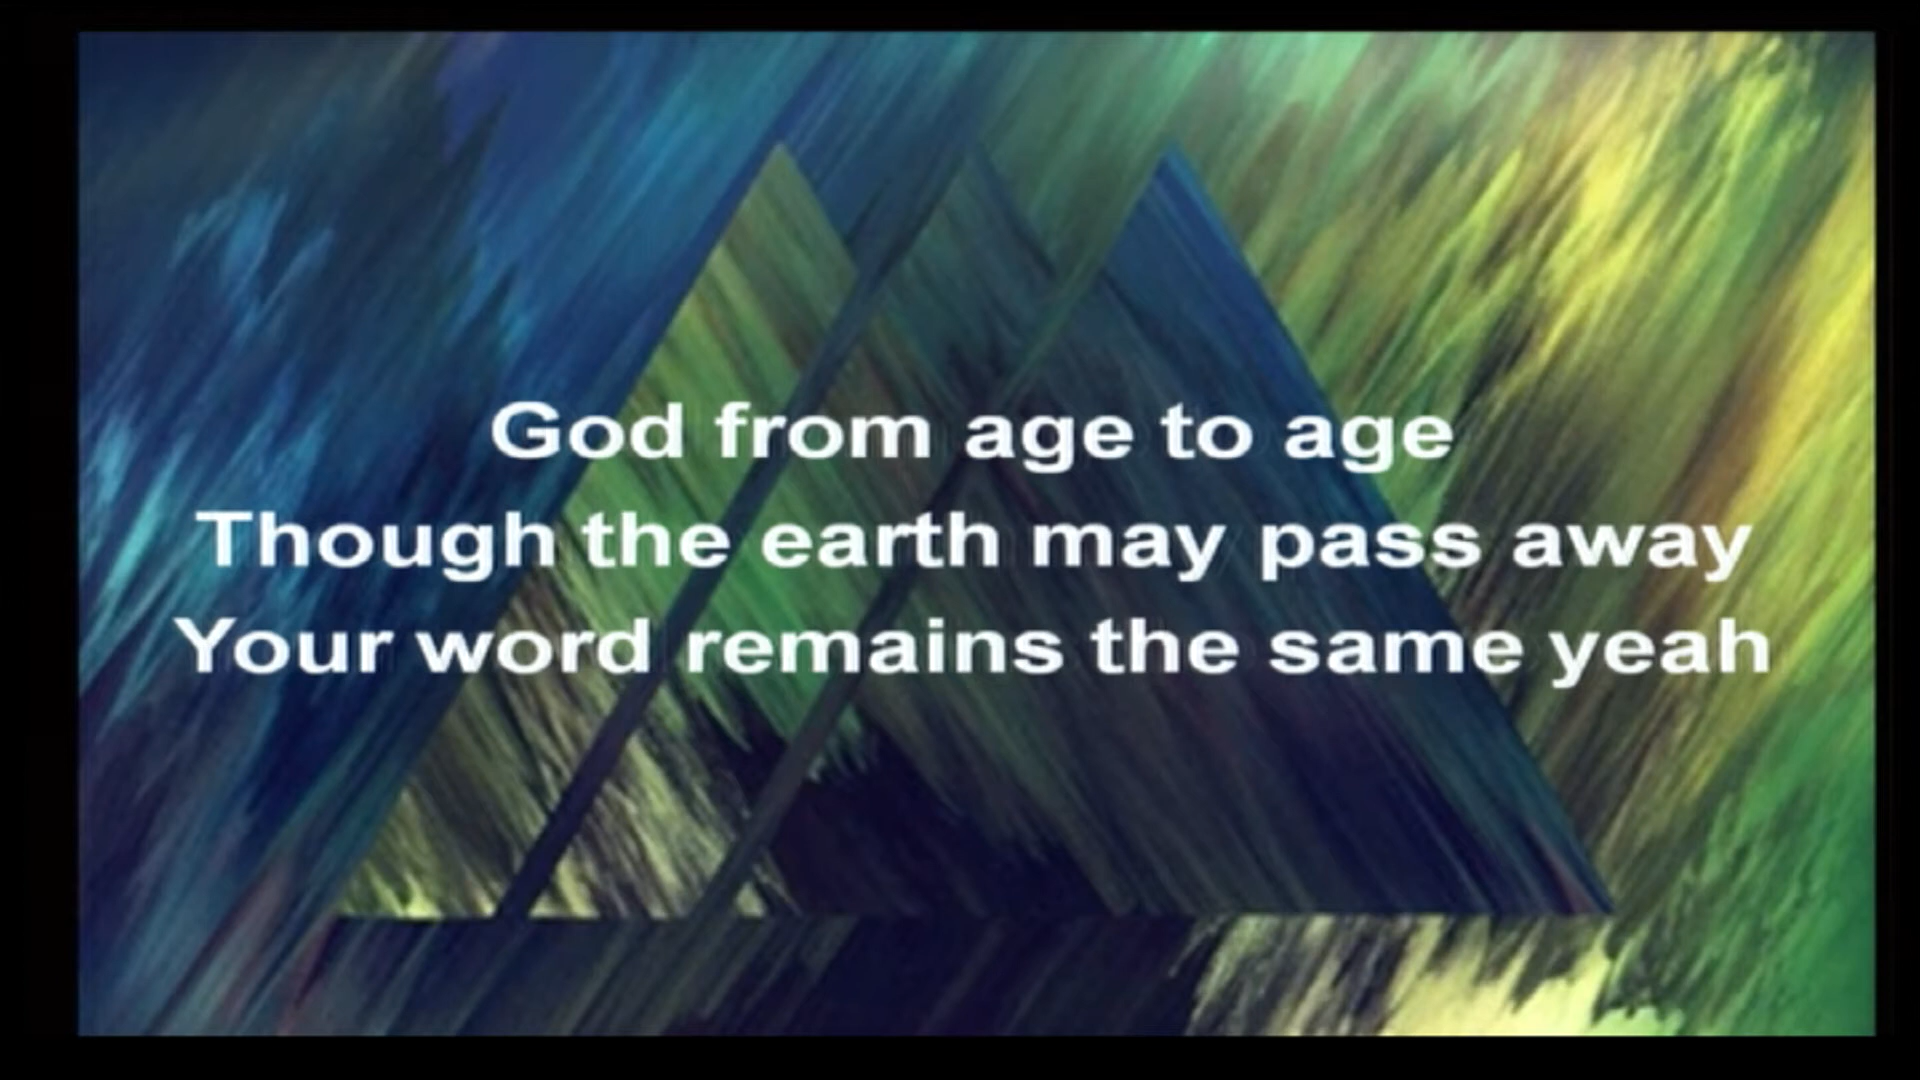 God from age to age
Though the earth may pass away
Your word remains the same yeah